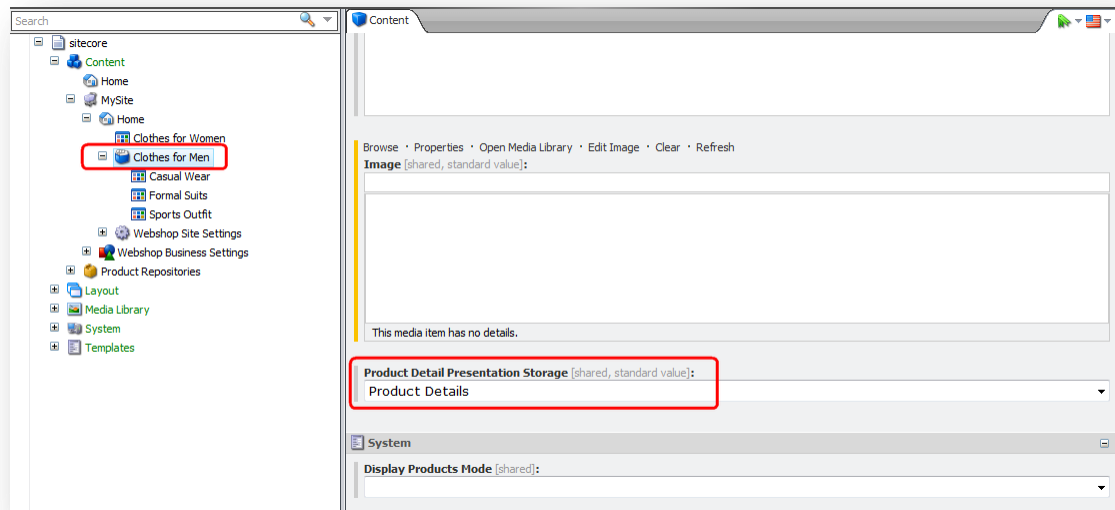 Search
sitecore
Content
Home
MySite
Home
Clothes for Women
Clothes for Men
Casual Wear
Formal Suits
Sports Outfit
Webshop Site Settings
Webshop Business Settings
Product Repositories
Layout
Media Library
System
Templates
Content
Browse · Properties · Open Media Library · Edit Image · Clear · Refresh
Image [shared, standard value]:
This media item has no details.
Product Detail Presentation Storage [shared, standard value]:
Product Details
System
Display Products Mode [shared]: